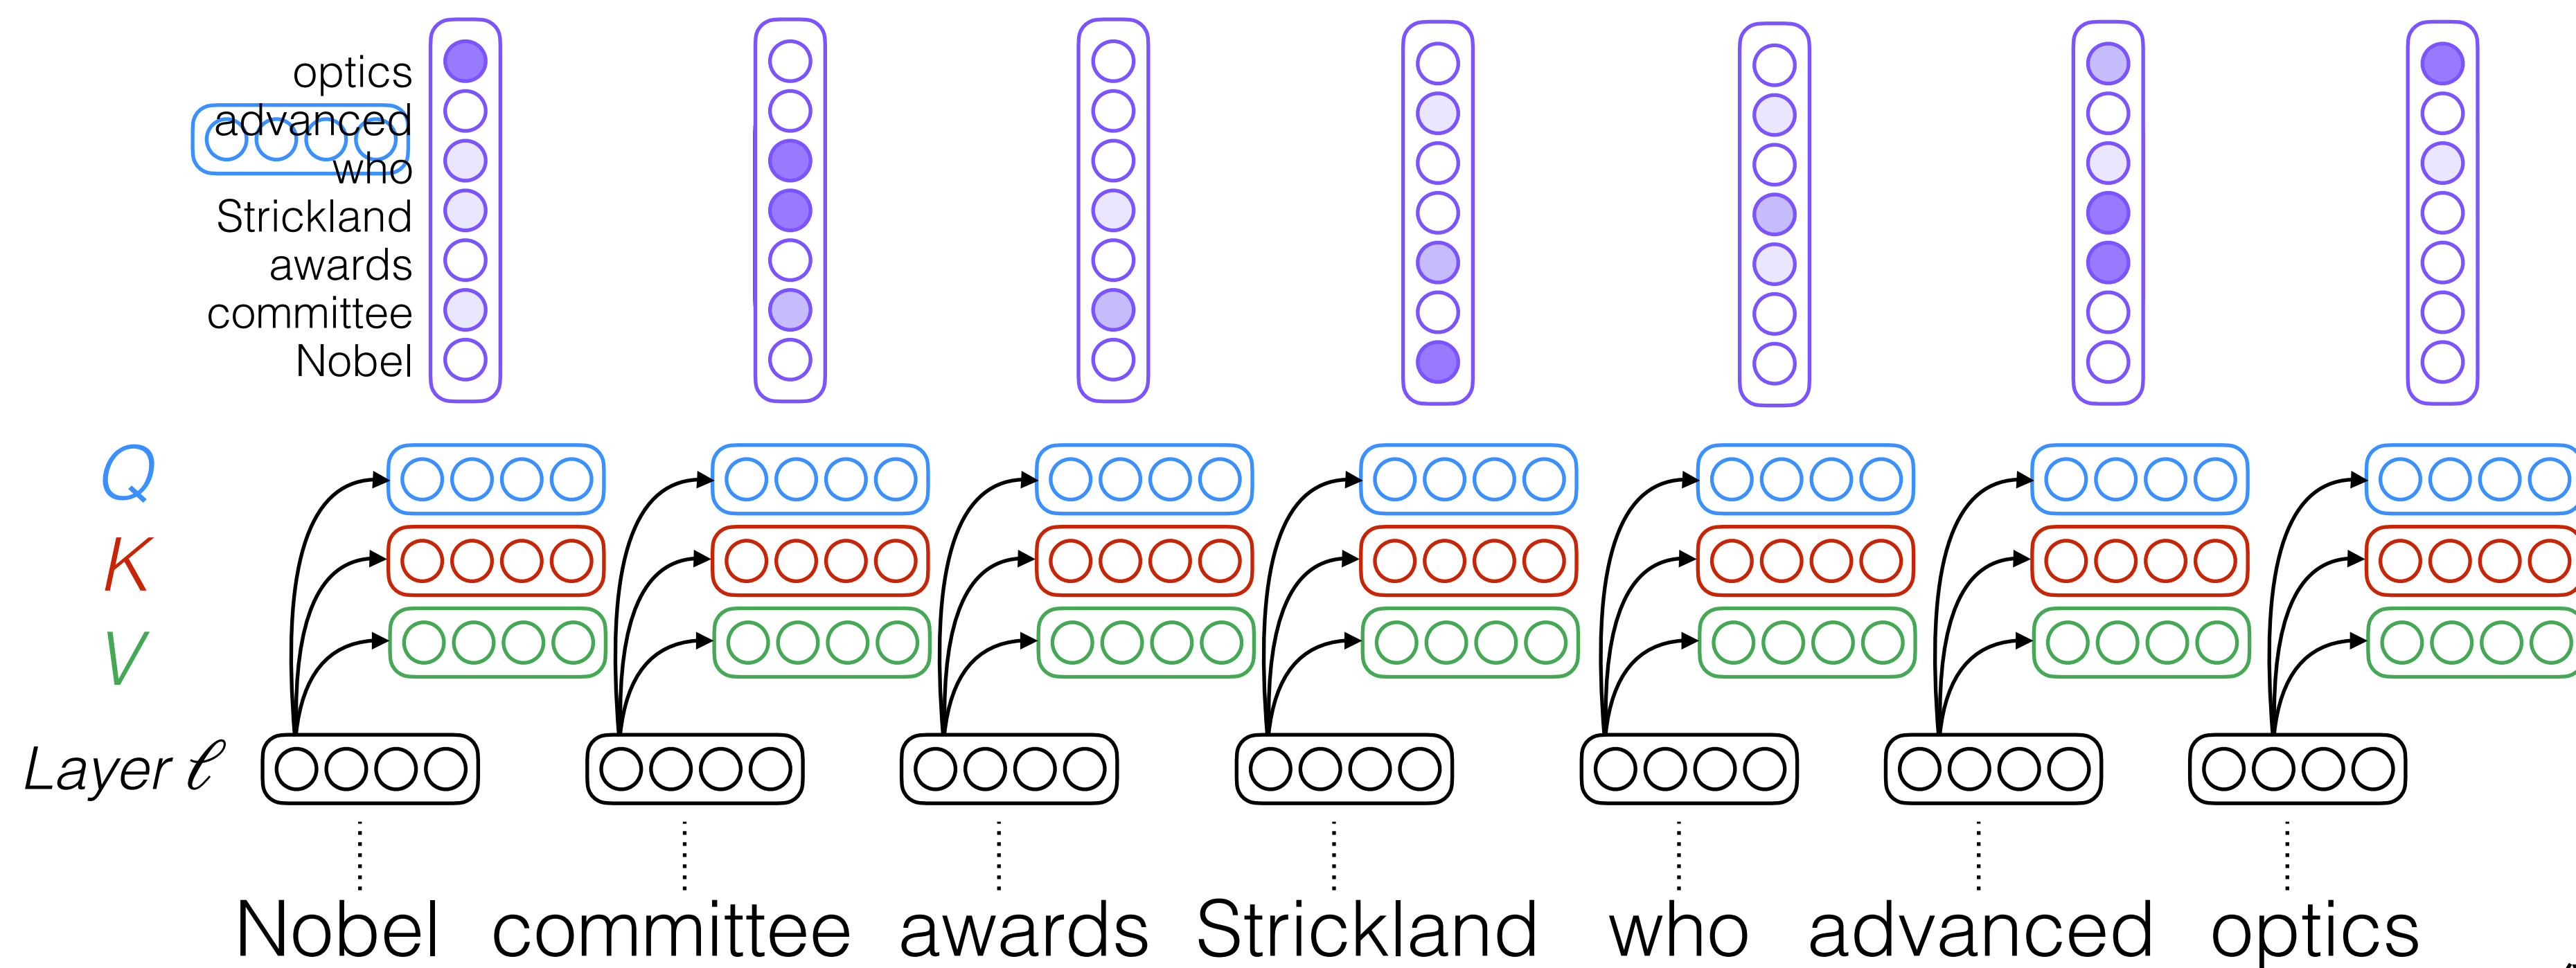 optics
advanced
who
Strickland
awards
committee
Nobel
Q
K
V
Layer ℓ
Nobel committee awards Strickland who advanced optics